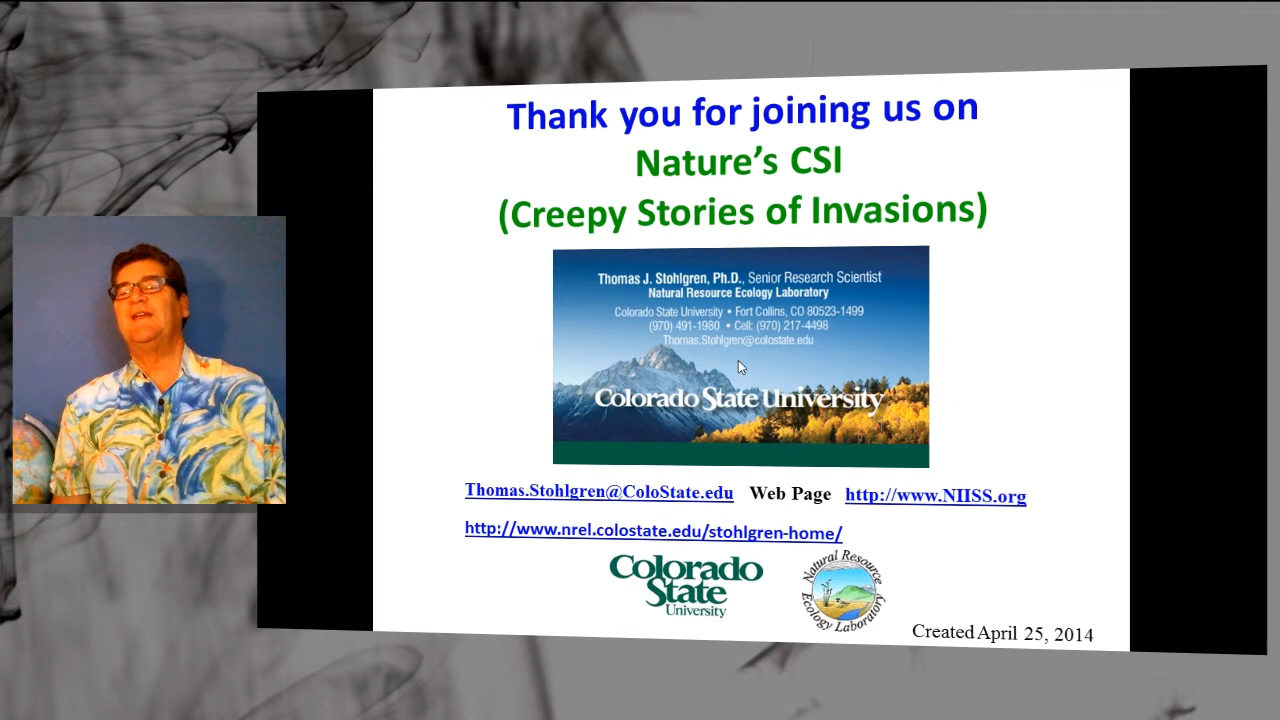 Thank you for joining us on
Nature's CSI
(Creepy Stories of Invasions)
Thomas J. Stohlgren, Ph.D., Senior Research Scientist
Natural Resource Ecology Laboratory
Colorado State University • Fort Collins, CO 80523-1499
(970) 491-1980 • Cell: (970) 217-4498
Thomas.Stohlgren@colostate.edu
Colorado State University
Thomas.Stohlgren@ColoState.edu Web Page http://www.NIISS.org
http://www.nrel.colostate.edu/stohlgren-home/
Colorado
State
University
Natural Resource
Ecology Laboratory
Created April 25, 2014